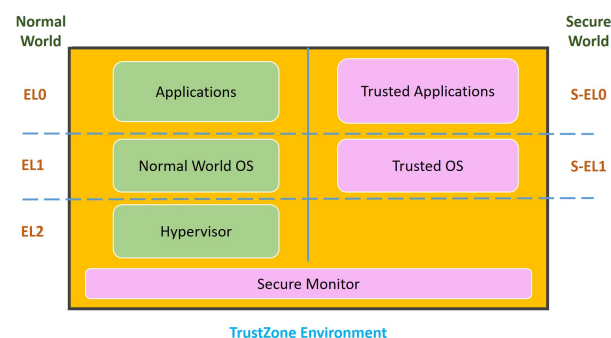 Normal
World
Secure
World
EL0
Applications
Trusted Applications
S-EL0
EL1
Normal World OS
Trusted OS
S-EL1
EL2
Hypervisor
Secure Monitor
TrustZone Environment